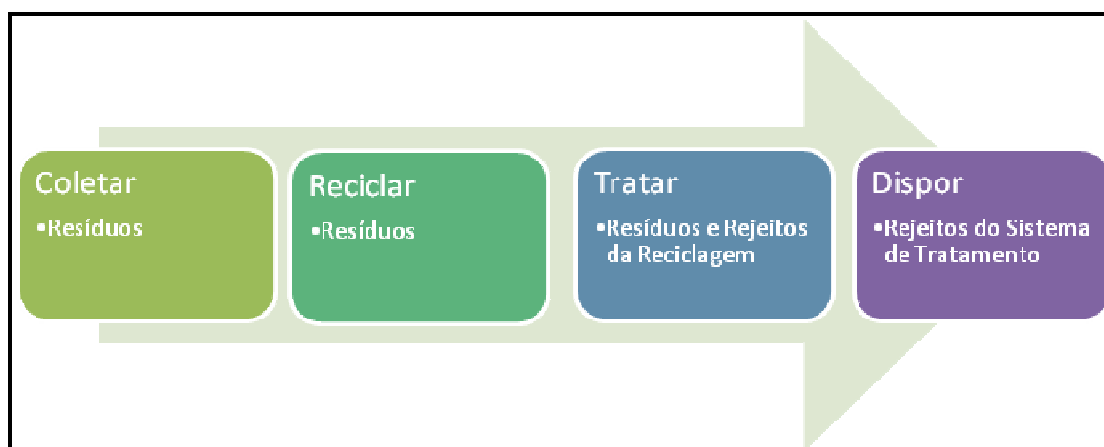 Coletar
•Resíduos
Reciclar
•Resíduos
Tratar
•Resíduos e Rejeitos
da Reciclagem
Dispor
•Rejeitos do Sistema
de Tratamento